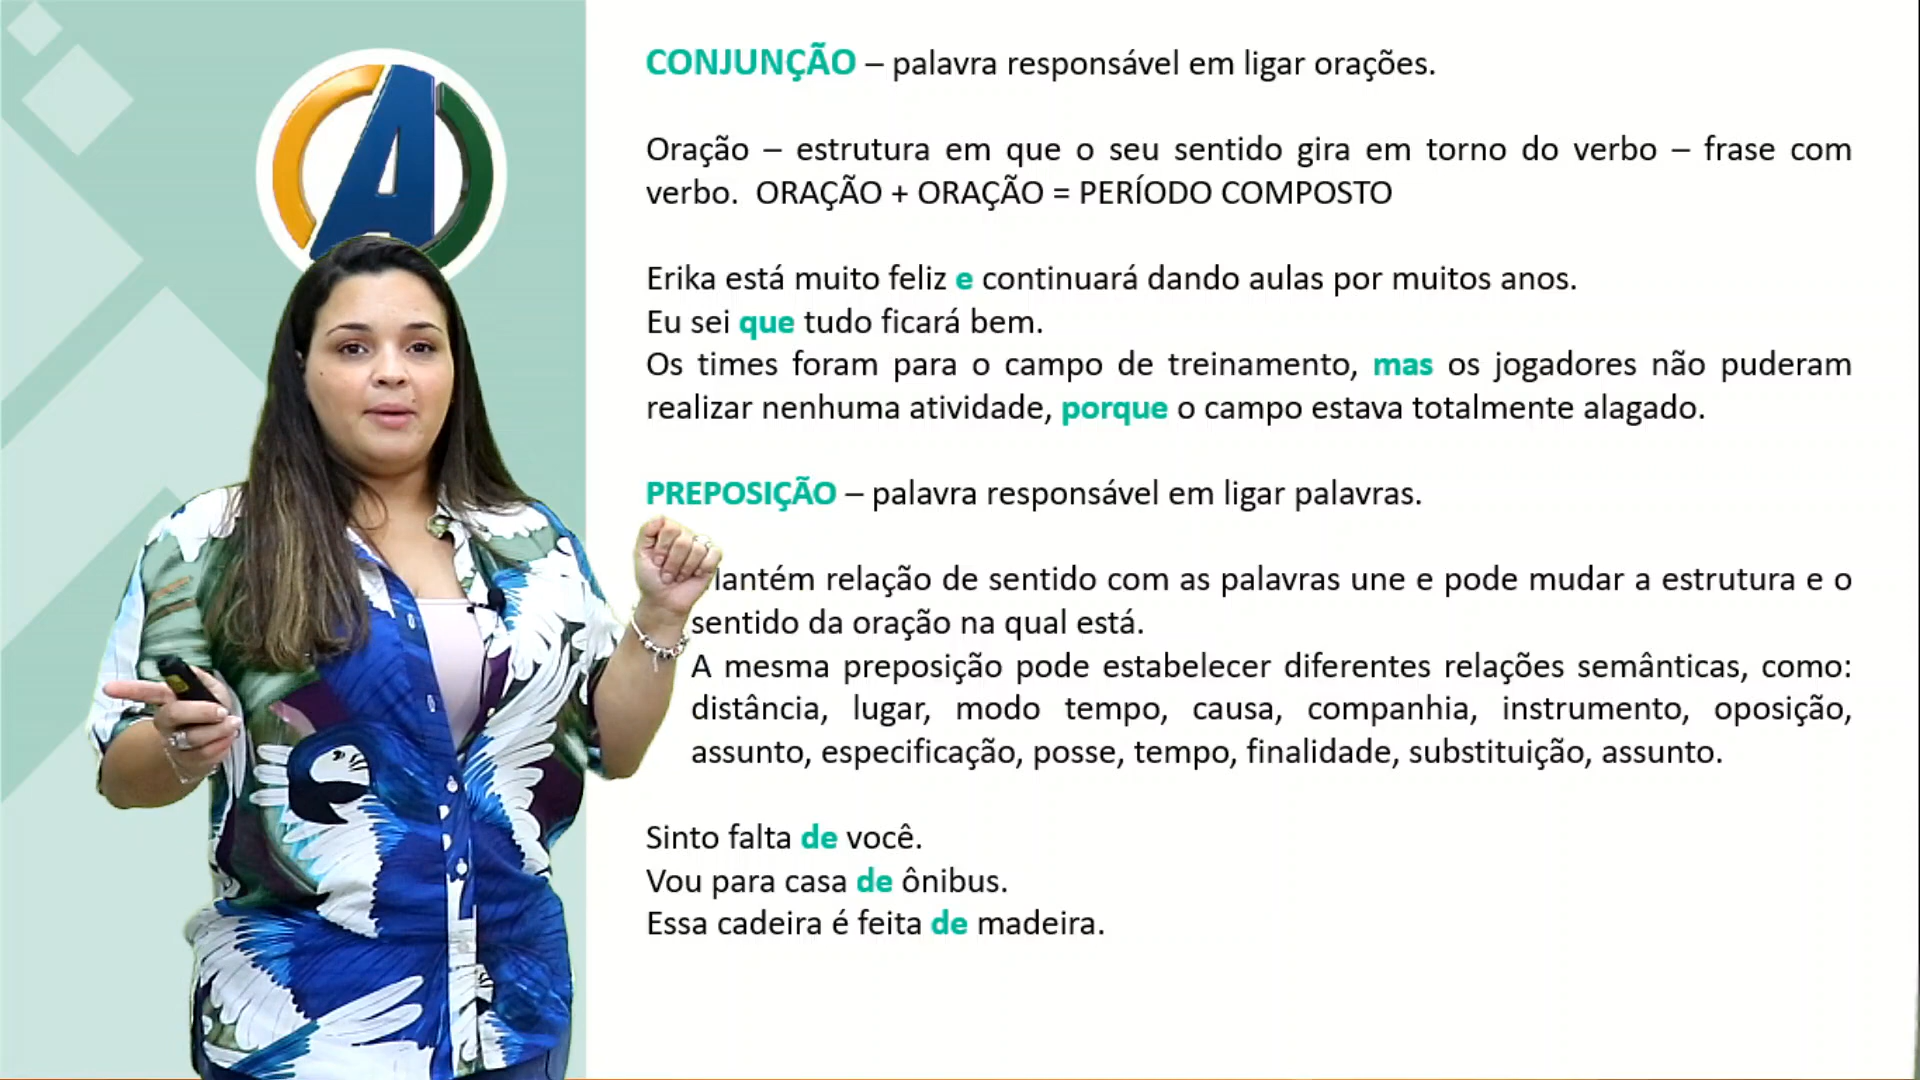 CONJUNÇÃO – palavra responsável em ligar orações.
Oração – estrutura em que o seu sentido gira em torno do verbo – frase com
verbo. ORAÇÃO + ORAÇÃO = PERÍODO COMPOSTO
Erika está muito feliz e continuará dando aulas por muitos anos.
Eu sei que tudo ficará bem.
Os times foram para o campo de treinamento, mas os jogadores não puderam
realizar nenhuma atividade, porque o campo estava totalmente alagado.
PREPOSIÇÃO – palavra responsável em ligar palavras.
lantém relação de sentido com as palavras une e pode mudar a estrutura e o
sentido da oração na qual está.
A mesma preposição pode estabelecer diferentes relações semânticas, como:
distância, lugar, modo tempo, causa, companhia, instrumento, oposição,
assunto, especificação, posse, tempo, finalidade, substituição, assunto.
Sinto falta de você.
Vou para casa de ônibus.
Essa cadeira é feita de madeira.